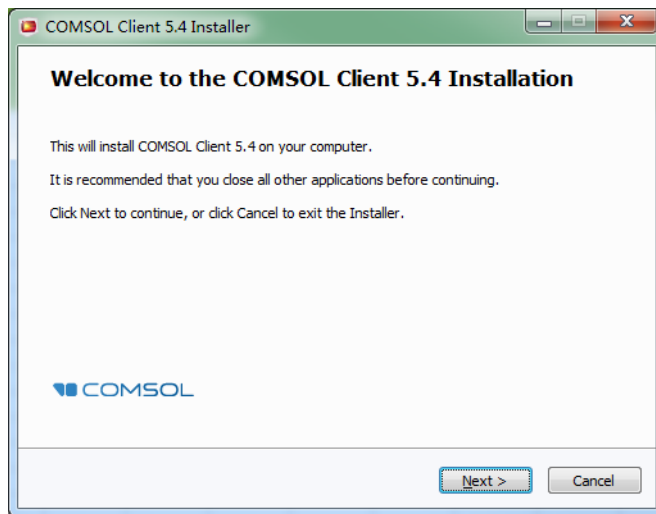 COMSOL Client 5.4 Installer
Welcome to the COMSOL Client 5.4 Installation
This will install COMSOL Client 5.4 on your computer.
It is recommended that you close all other applications before continuing.
Click Next to continue, or click Cancel to exit the Installer.
COMSOL
Next >
Cancel